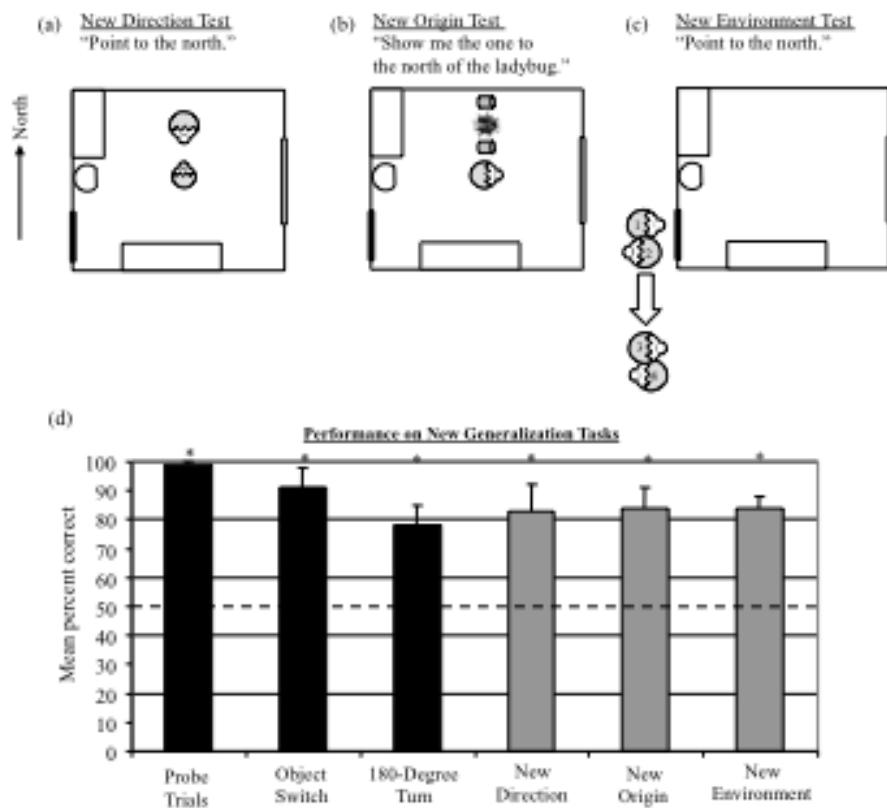 (a) New Direction Test
"Point to the north."
(b) New Origin Test
"Show me the one to
the north of the ladybug."
(c) New Environment Test
"Point to the north."
North
(d)
Performance on New Generalization Tasks
* * * * * *
Mean percent correct
100
90
80
70
60
50
40
30
20
10
0
Probe
Trials
Object
Switch
180-Degree
Turn
New
Direction
New
Origin
New
Environment